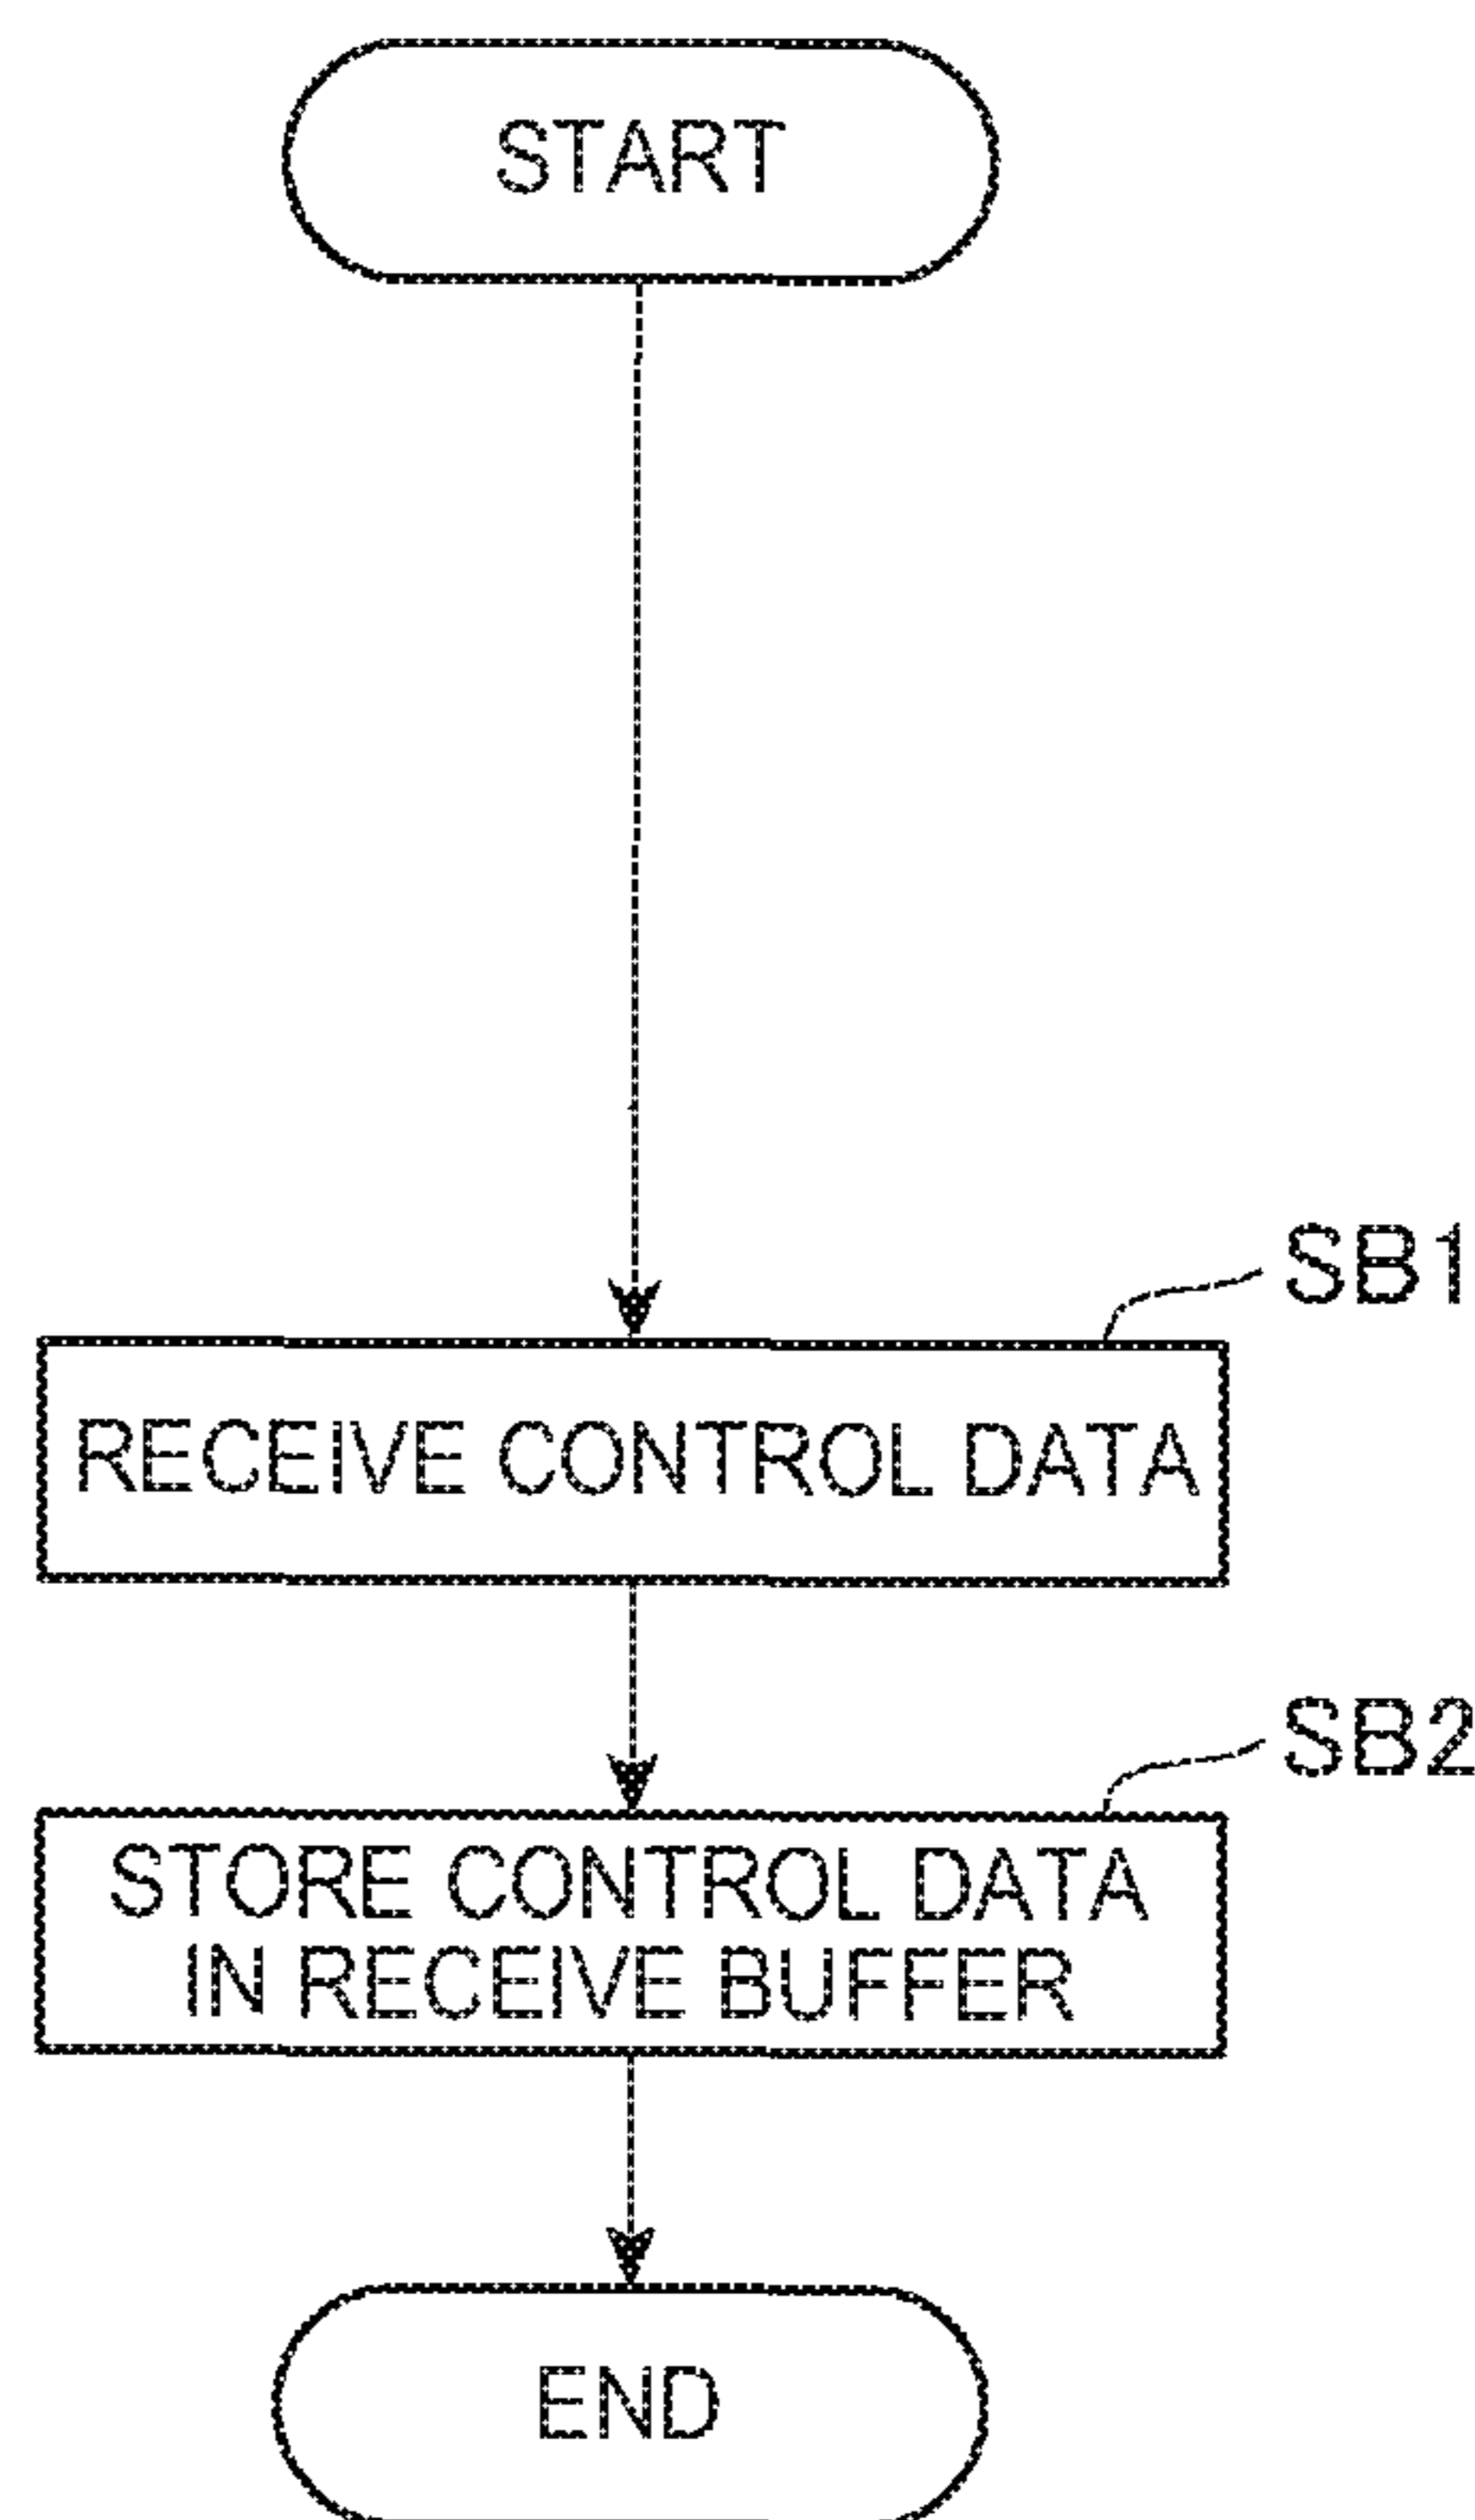 START
SB1
RECEIVE CONTROL DATA
SB2
STORE CONTROL DATA
IN RECEIVE BUFFER
END